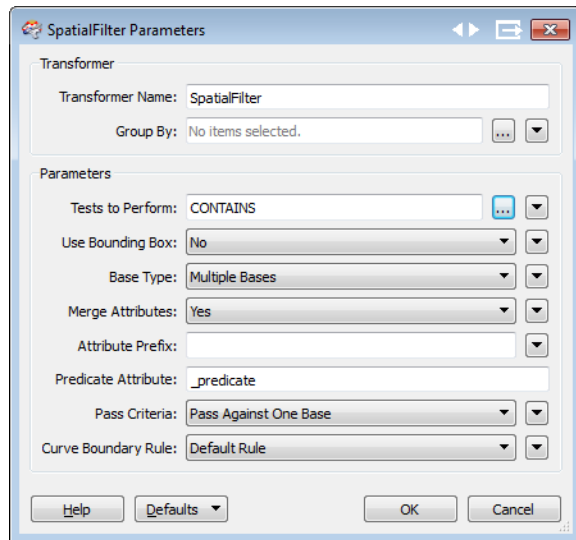 SpatialFilter Parameters
Transformer
Transformer Name: SpatialFilter
Group By: No items selected. ...
Parameters
Tests to Perform: CONTAINS ...
Use Bounding Box: No
Base Type: Multiple Bases
Merge Attributes: Yes
Attribute Prefix:
Predicate Attribute: _predicate
Pass Criteria: Pass Against One Base
Curve Boundary Rule: Default Rule
Help Defaults OK Cancel